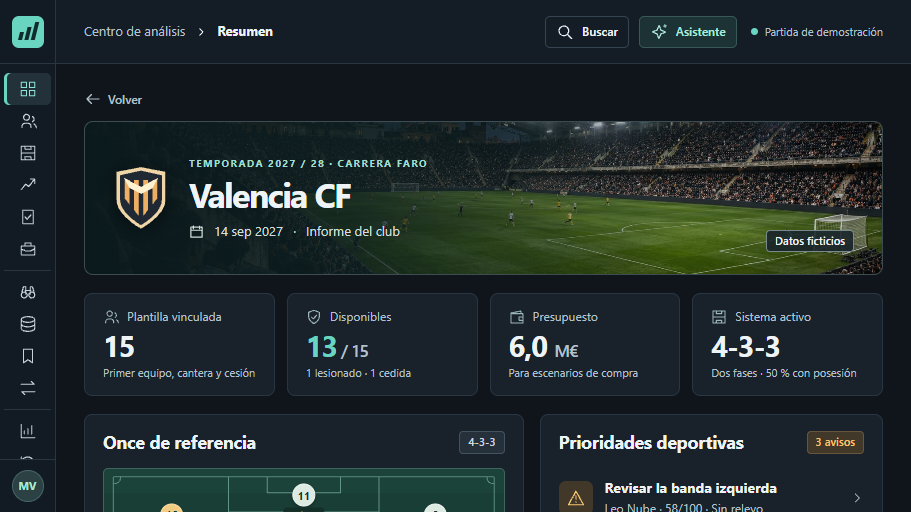 Centro de análisis > Resumen
Buscar
Asistente
Partida de demostración
Volver
TEMPORADA 2027 / 28 · CARRERA FARO
Valencia CF
14 sep 2027 · Informe del club
Datos ficticios
Plantilla vinculada
15
Primer equipo, cantera y cesión
Disponibles
13 / 15
1 lesionado · 1 cedida
Presupuesto
6,0 M€
Para escenarios de compra
Sistema activo
4-3-3
Dos fases · 50 % con posesión
Once de referencia
4-3-3
11
Prioridades deportivas
3 avisos
Revisar la banda izquierda
Leo Nube · 58/100 · Sin relevo
MV